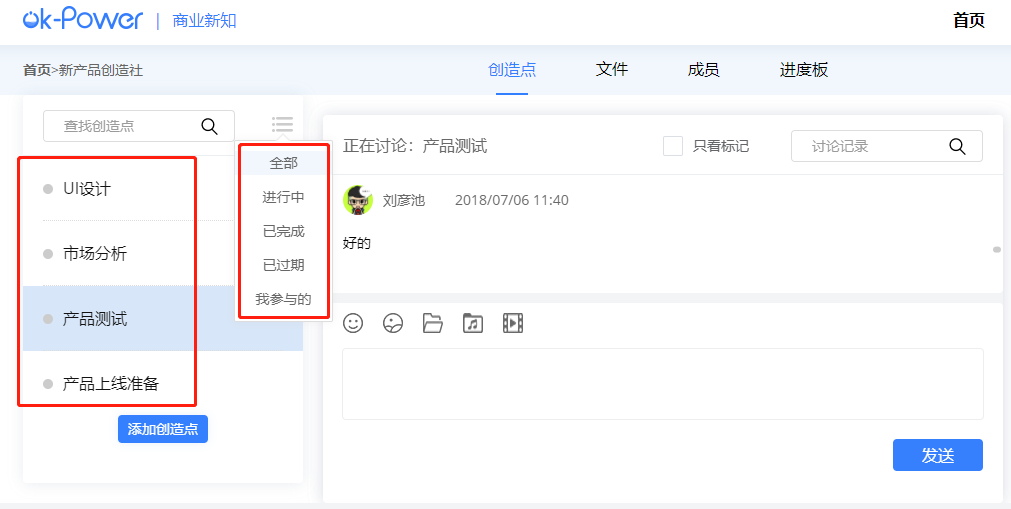 ok-Power | 商业新知
首页
首页>新产品创造社
创造点
文件
成员
进度板
查找创造点
UI设计
市场分析
产品测试
产品上线准备
添加创造点
全部
进行中
已完成
已过期
我参与的
正在讨论：产品测试
只看标记
讨论记录
刘彦池 2018/07/06 11:40
好的
发送